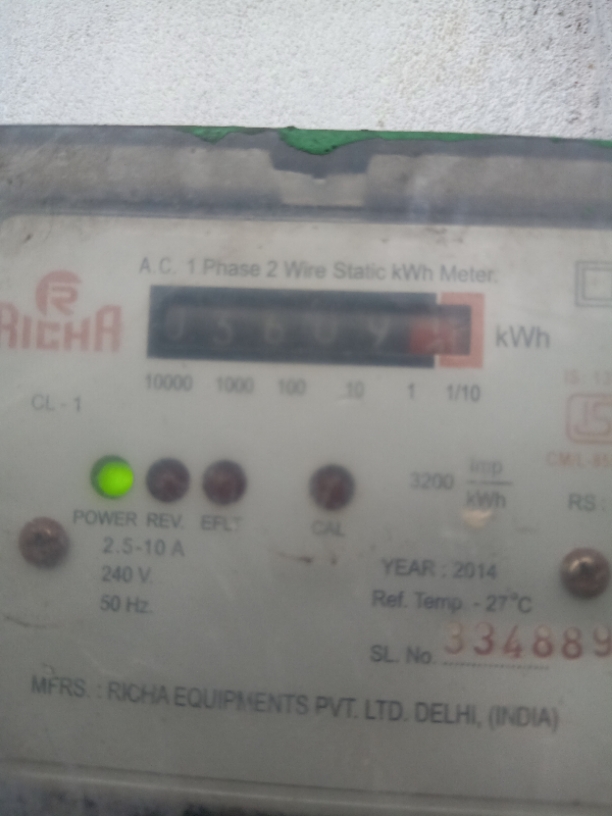 A.C. 1 Phase 2 Wire Static kWh Meter.
R
RICHA
3609
kWh
10000 1000 100 10 1 1/10
CL - 1
3200 imp
kWh
POWER REV. EFLT CAL
RS :
2.5-10 A
240 V.
50 Hz.
YEAR : 2014
Ref. Temp. - 27°C
SL. No. 334889
MFRS. : RICHA EQUIPMENTS PVT. LTD. DELHI, (INDIA)